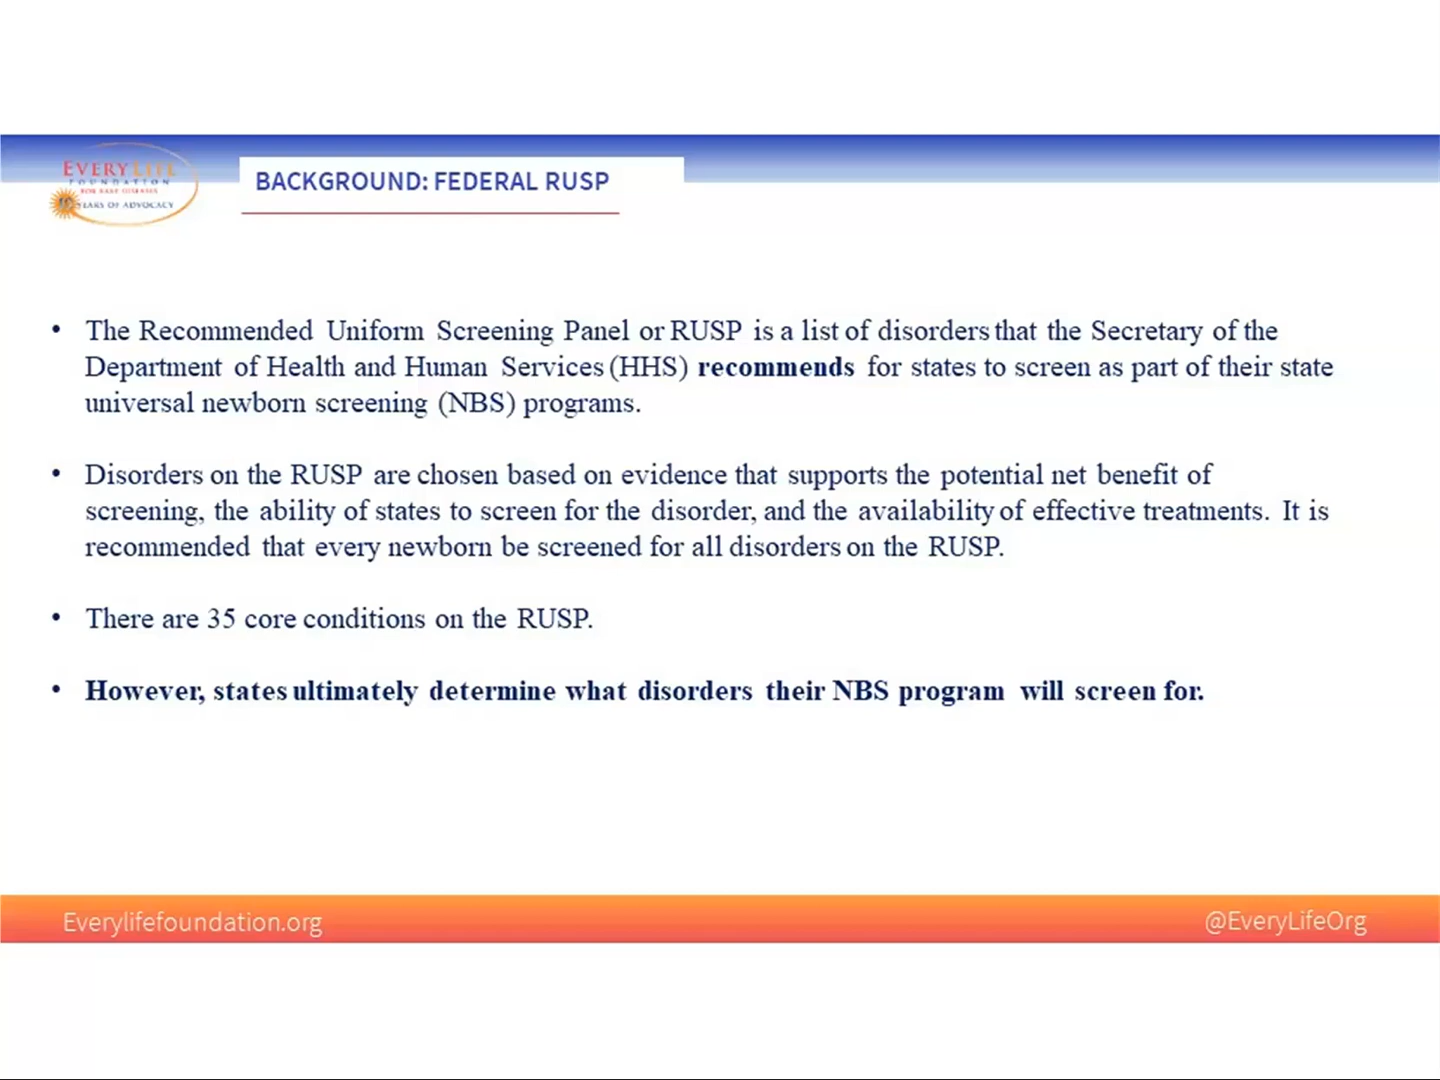 EVERYLIFE
FOUNDATION
FOR RARE DISEASES
YEARS OF ADVOCACY
BACKGROUND: FEDERAL RUSP
• The Recommended Uniform Screening Panel or RUSP is a list of disorders that the Secretary of the
Department of Health and Human Services (HHS) recommends for states to screen as part of their state
universal newborn screening (NBS) programs.
• Disorders on the RUSP are chosen based on evidence that supports the potential net benefit of
screening, the ability of states to screen for the disorder, and the availability of effective treatments. It is
recommended that every newborn be screened for all disorders on the RUSP.
• There are 35 core conditions on the RUSP.
• However, states ultimately determine what disorders their NBS program will screen for.
Everylifefoundation.org
@EveryLifeOrg